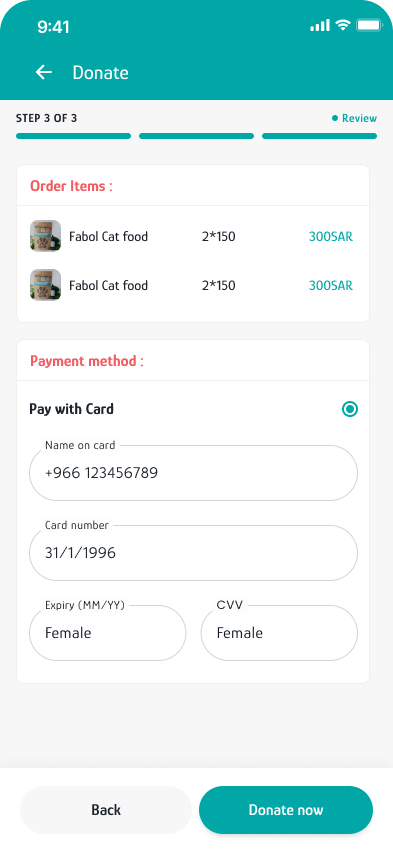 9:41
Donate
STEP 3 OF 3
Review
Order Items :
Fabol Cat food 2*150 300SAR
Fabol Cat food 2*150 300SAR
Payment method :
Pay with Card
Name on card
+966 123456789
Card number
31/1/1996
Expiry (MM/YY) CVV
Female Female
Back Donate now